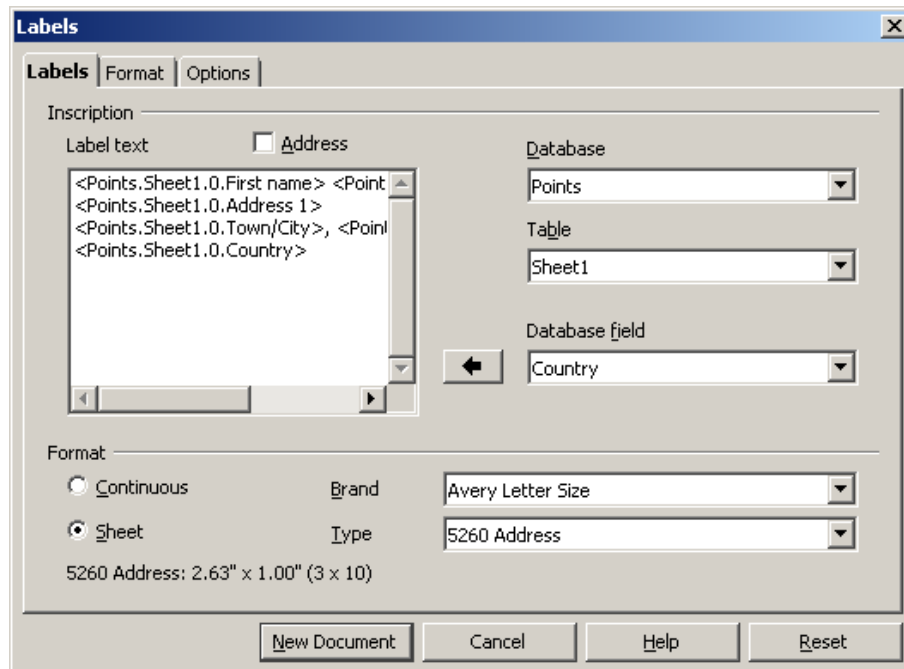 Labels
Labels Format Options
Inscription
Label text Address
<Points.Sheet1.0.First name> <Point
<Points.Sheet1.0.Address 1>
<Points.Sheet1.0.Town/City>, <Poin
<Points.Sheet1.0.Country>
Database
Points
Table
Sheet1
Database field
Country
Format
Continuous
Brand
Avery Letter Size
Sheet
Type
5260 Address
5260 Address: 2.63" x 1.00" (3 x 10)
New Document Cancel Help Reset